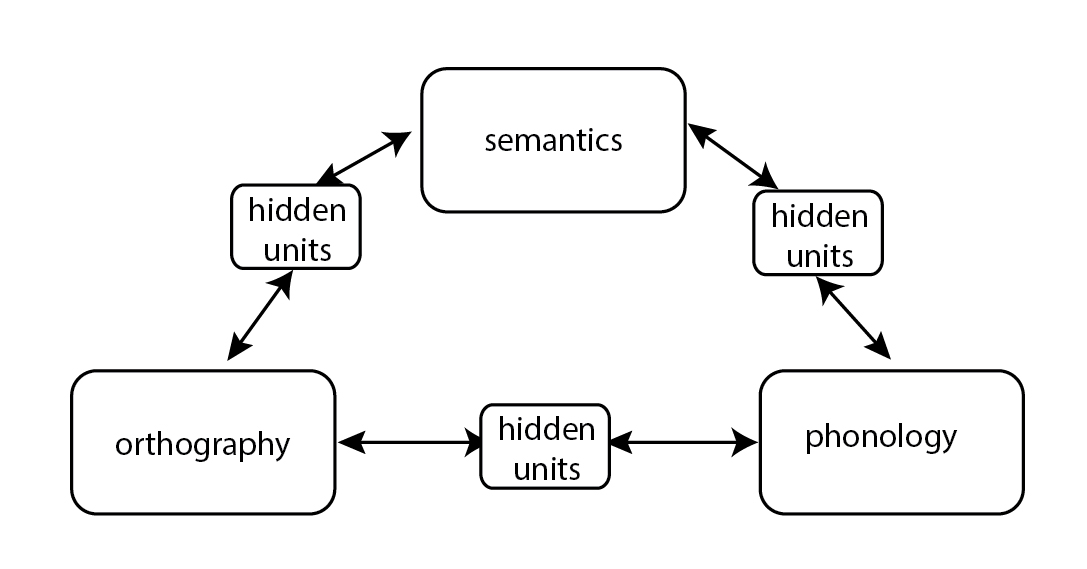 semantics
hidden
units
hidden
units
orthography
hidden
units
phonology